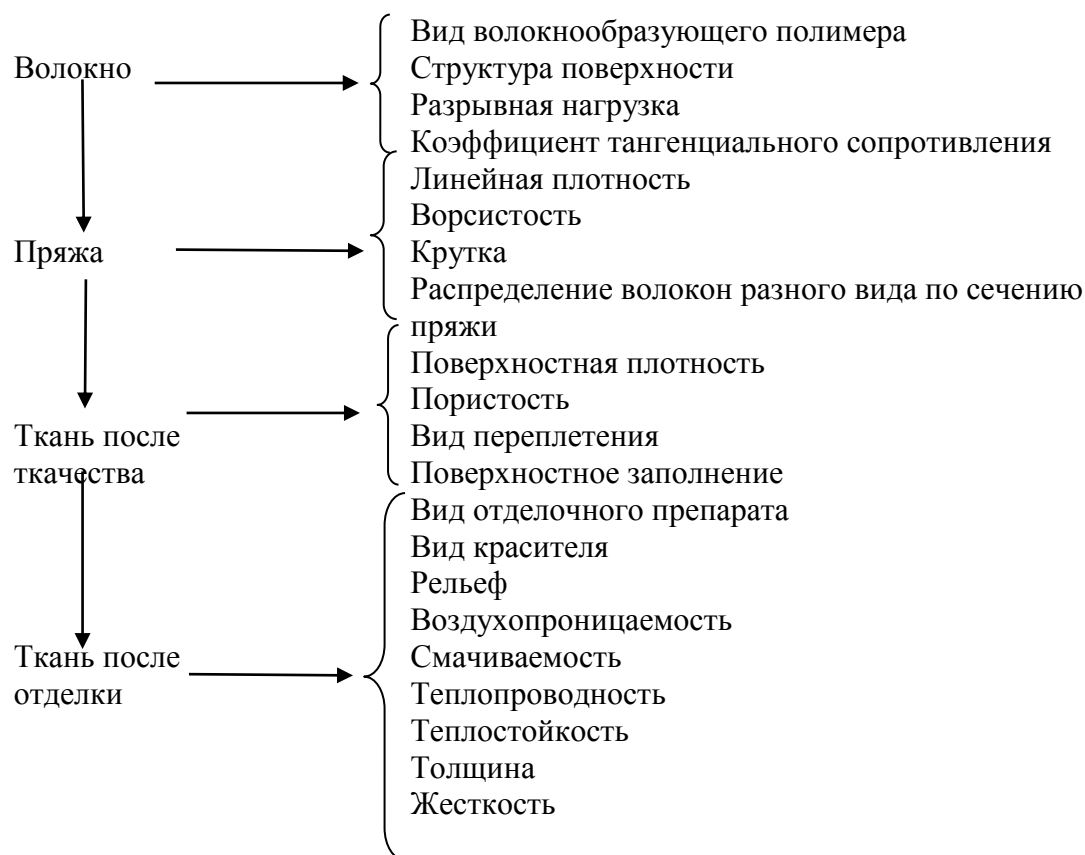 Вид волокнообразующего полимера
Волокно
Структура поверхности
Разрывная нагрузка
Коэффициент тангенциального сопротивления
Линейная плотность
Ворсистость
Пряжа
Крутка
Распределение волокон разного вида по сечению
пряжи
Поверхностная плотность
Пористость
Ткань после
ткачества
Вид переплетения
Поверхностное заполнение
Вид отделочного препарата
Вид красителя
Рельеф
Воздухопроницаемость
Ткань после
отделки
Смачиваемость
Теплопроводность
Теплостойкость
Толщина
Жесткость